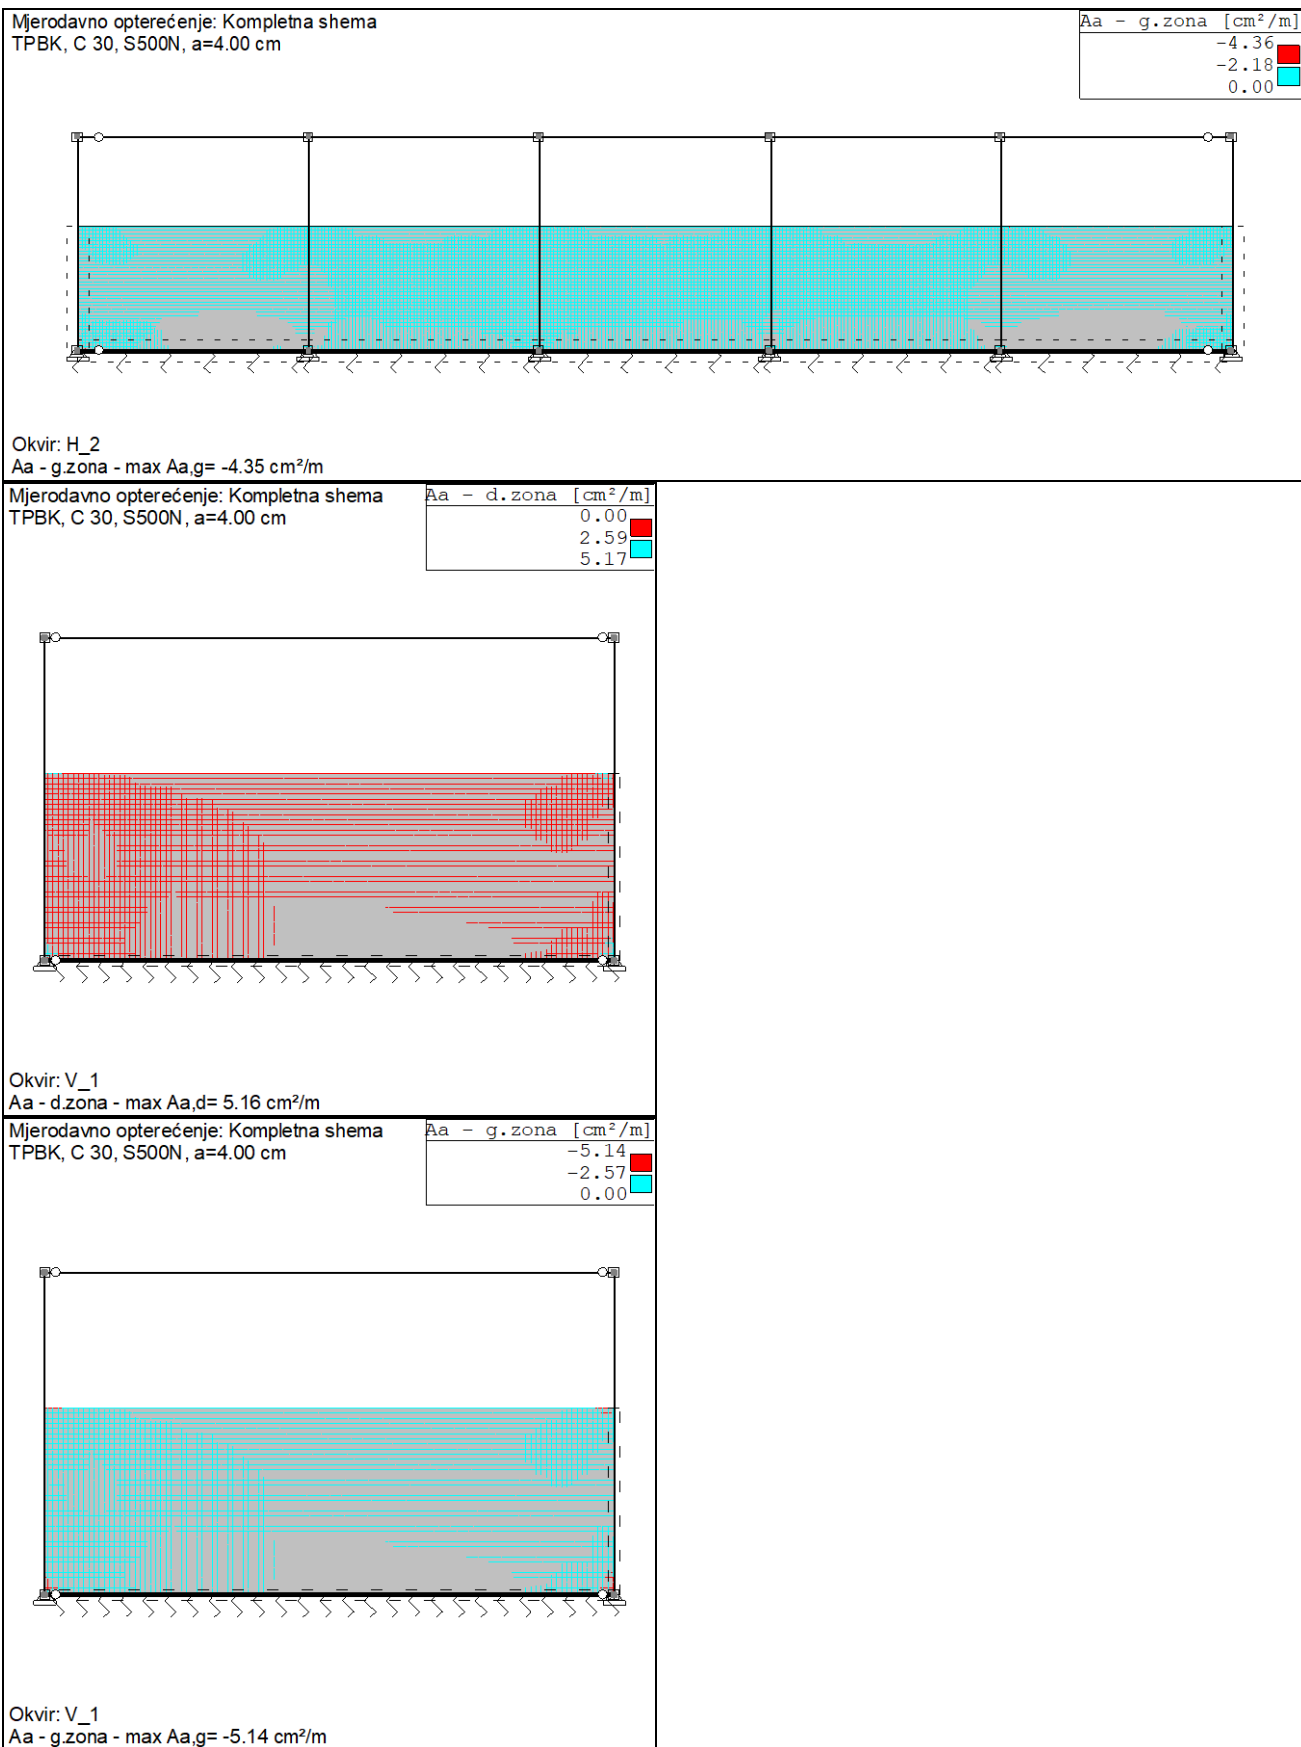 Mjerodavno opterećenje: Kompletna shema
TPBK, C 30, S500N, a=4.00 cm
Aa - g.zona [cm²/m]
-4.36
-2.18
0.00
Okvir: H_2
Aa - g.zona - max Aa,g= -4.35 cm²/m
Mjerodavno opterećenje: Kompletna shema
TPBK, C 30, S500N, a=4.00 cm
Aa - d.zona [cm²/m]
0.00
2.59
5.17
Okvir: V_1
Aa - d.zona - max Aa,d= 5.16 cm²/m
Mjerodavno opterećenje: Kompletna shema
TPBK, C 30, S500N, a=4.00 cm
Aa - g.zona [cm²/m]
-5.14
-2.57
0.00
Okvir: V_1
Aa - g.zona - max Aa,g= -5.14 cm²/m